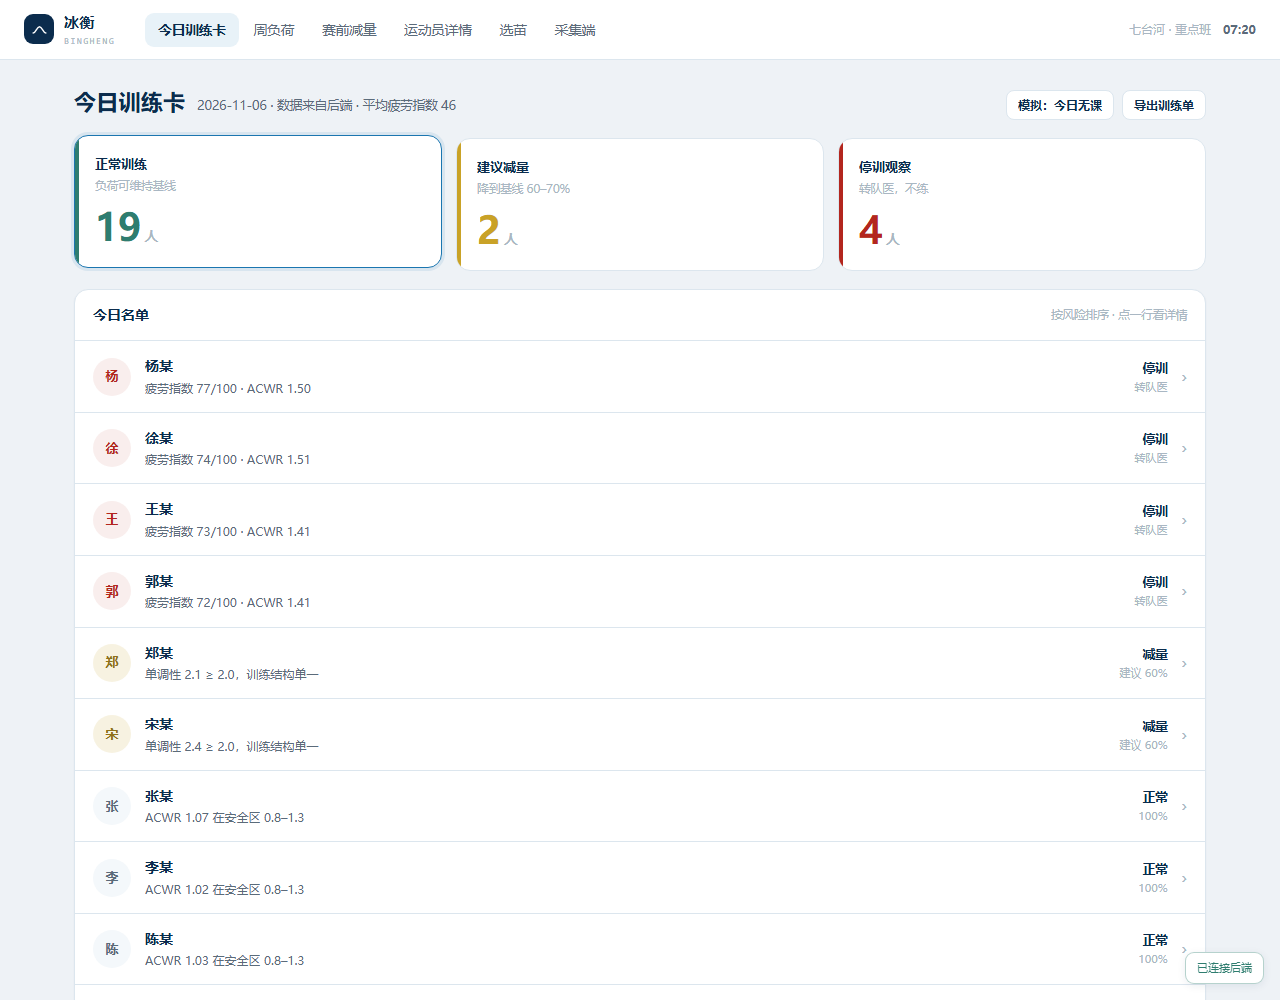 冰衡
BINGHENG
今日训练卡
周负荷
赛前减量
运动员详情
选苗
采集端
七台河 · 重点班
07:20
今日训练卡
2026-11-06 · 数据来自后端 · 平均疲劳指数 46
模拟：今日无课
导出训练单
正常训练
负荷可维持基线
19 人
建议减量
降到基线 60–70%
2 人
停训观察
转队医，不练
4 人
今日名单
按风险排序 · 点一行看详情
杨
杨某
疲劳指数 77/100 · ACWR 1.50
停训
转队医
徐
徐某
疲劳指数 74/100 · ACWR 1.51
停训
转队医
王
王某
疲劳指数 73/100 · ACWR 1.41
停训
转队医
郭
郭某
疲劳指数 72/100 · ACWR 1.41
停训
转队医
郑
郑某
单调性 2.1 ≥ 2.0，训练结构单一
减量
建议 60%
宋
宋某
单调性 2.4 ≥ 2.0，训练结构单一
减量
建议 60%
张
张某
ACWR 1.07 在安全区 0.8–1.3
正常
100%
李
李某
ACWR 1.02 在安全区 0.8–1.3
正常
100%
陈
陈某
ACWR 1.03 在安全区 0.8–1.3
正常
100%
已连接后端